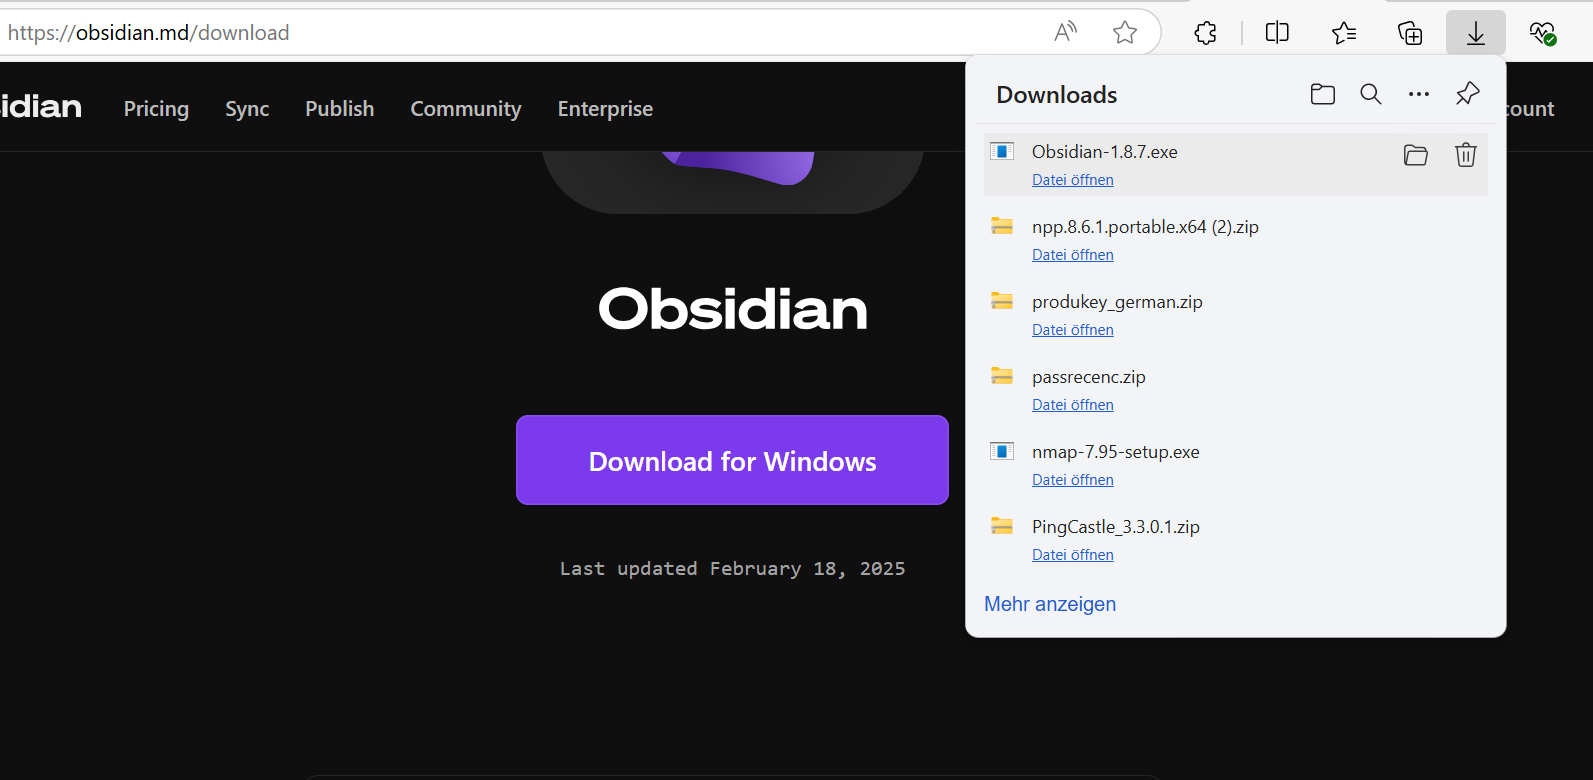 https://obsidian.md/download
sidian Pricing Sync Publish Community Enterprise count
Obsidian
Download for Windows
Last updated February 18, 2025
Downloads
Obsidian-1.8.7.exe
Datei öffnen
npp.8.6.1.portable.x64 (2).zip
Datei öffnen
produkey_german.zip
Datei öffnen
passrecenc.zip
Datei öffnen
nmap-7.95-setup.exe
Datei öffnen
PingCastle_3.3.0.1.zip
Datei öffnen
Mehr anzeigen